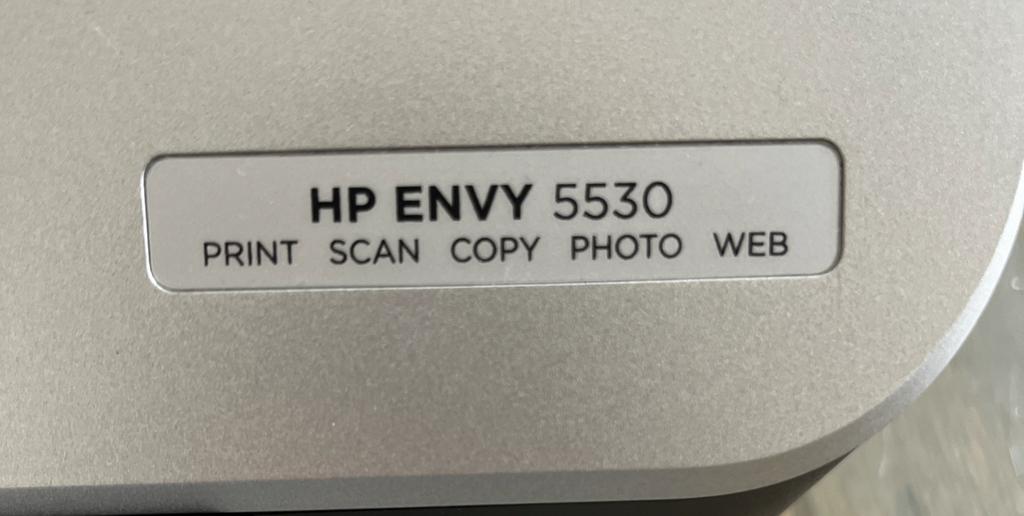 HP ENVY 5530
PRINT SCAN COPY PHOTO WEB